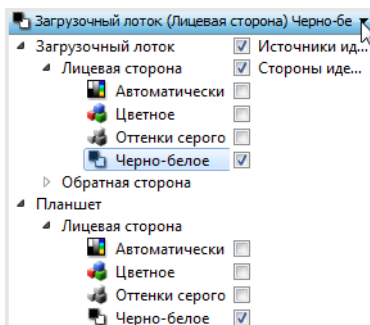 Загрузочный лоток (Лицевая сторона) Черно-бе
Загрузочный лоток Источники ид...
Лицевая сторона Стороны иде...
Автоматически
Цветное
Оттенки серого
Черно-белое
Обратная сторона
Планшет
Лицевая сторона
Автоматически
Цветное
Оттенки серого
Черно-белое